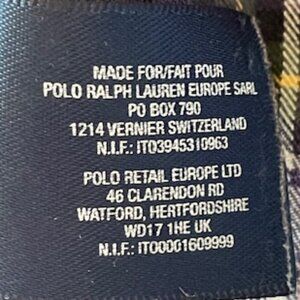 MADE FOR/FAIT POUR
POLO RALPH LAUREN EUROPE SARL
PO BOX 790
1214 VERNIER SWITZERLAND
N.I.F.: IT03945310963
POLO RETAIL EUROPE LTD
46 CLARENDON RD
WATFORD, HERTFORDSHIRE
WD17 1HE UK
N.I.F.: IT00001609999